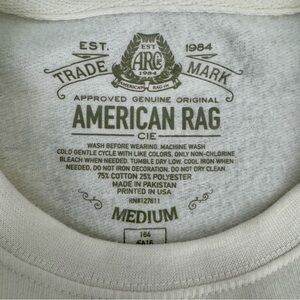 EST. 1984
EST
ARCo
1984
AMERICAN RAG CIE
TRADE MARK
APPROVED GENUINE ORIGINAL
AMERICAN RAG
CIE
WASH BEFORE WEARING. MACHINE WASH
COLD GENTLE CYCLE WITH LIKE COLORS, ONLY NON-CHLORINE
BLEACH WHEN NEEDED. TUMBLE DRY LOW. COOL IRON WHEN
NEEDED. DO NOT IRON DECORATION. DO NOT DRY CLEAN.
75% COTTON 25% POLYESTER
MADE IN PAKISTAN
PRINTED IN USA
RN#127611
MEDIUM
164